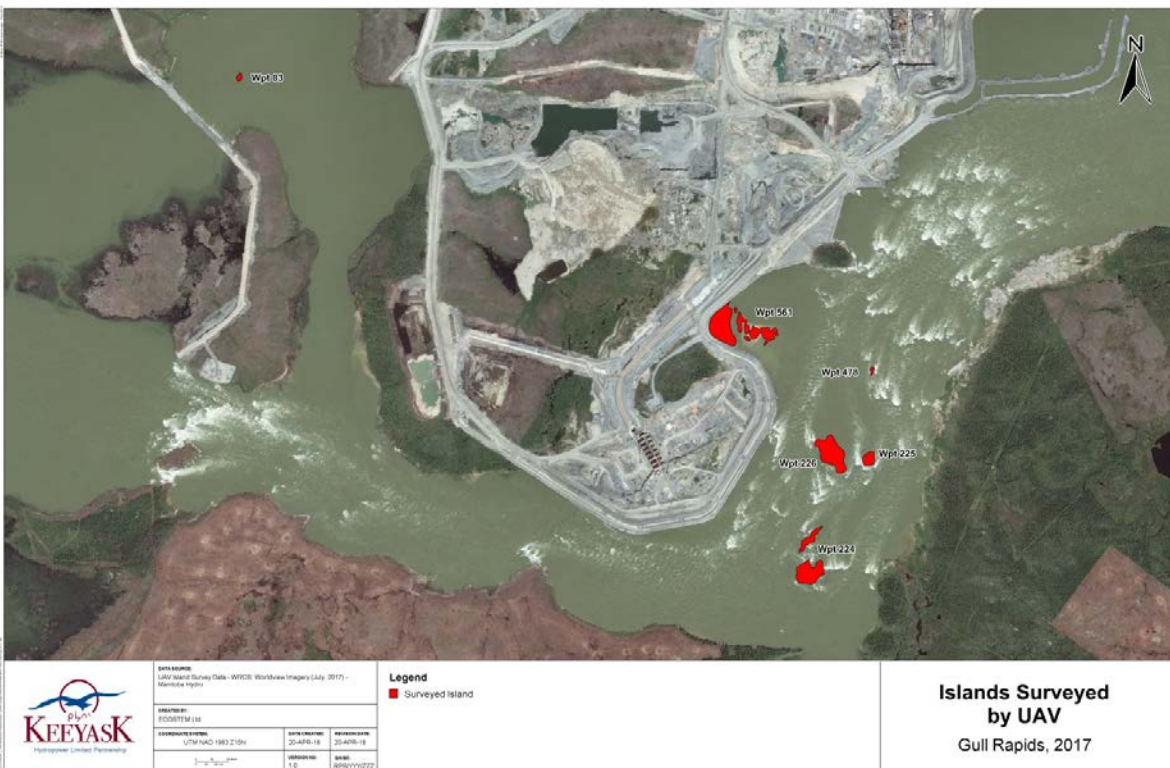 N
Wpt 83
Wpt 561
Wpt 478
Wpt 226
Wpt 225
Wpt 224
KEEYASK
Hydropower Limited Partnership
DATA SOURCE:
UAV Island Survey Data - WRCS; Worldview Imagery (July, 2017) -
Manitoba Hydro
CREATED BY:
ECOSTEM Ltd.
COORDINATE SYSTEM:
UTM NAD 1983 Z15N
DATE CREATED:
20-APR-18
REVISION DATE:
20-APR-18
VERSION NO:
1.0
Legend
Surveyed Island
Islands Surveyed
by UAV
Gull Rapids, 2017